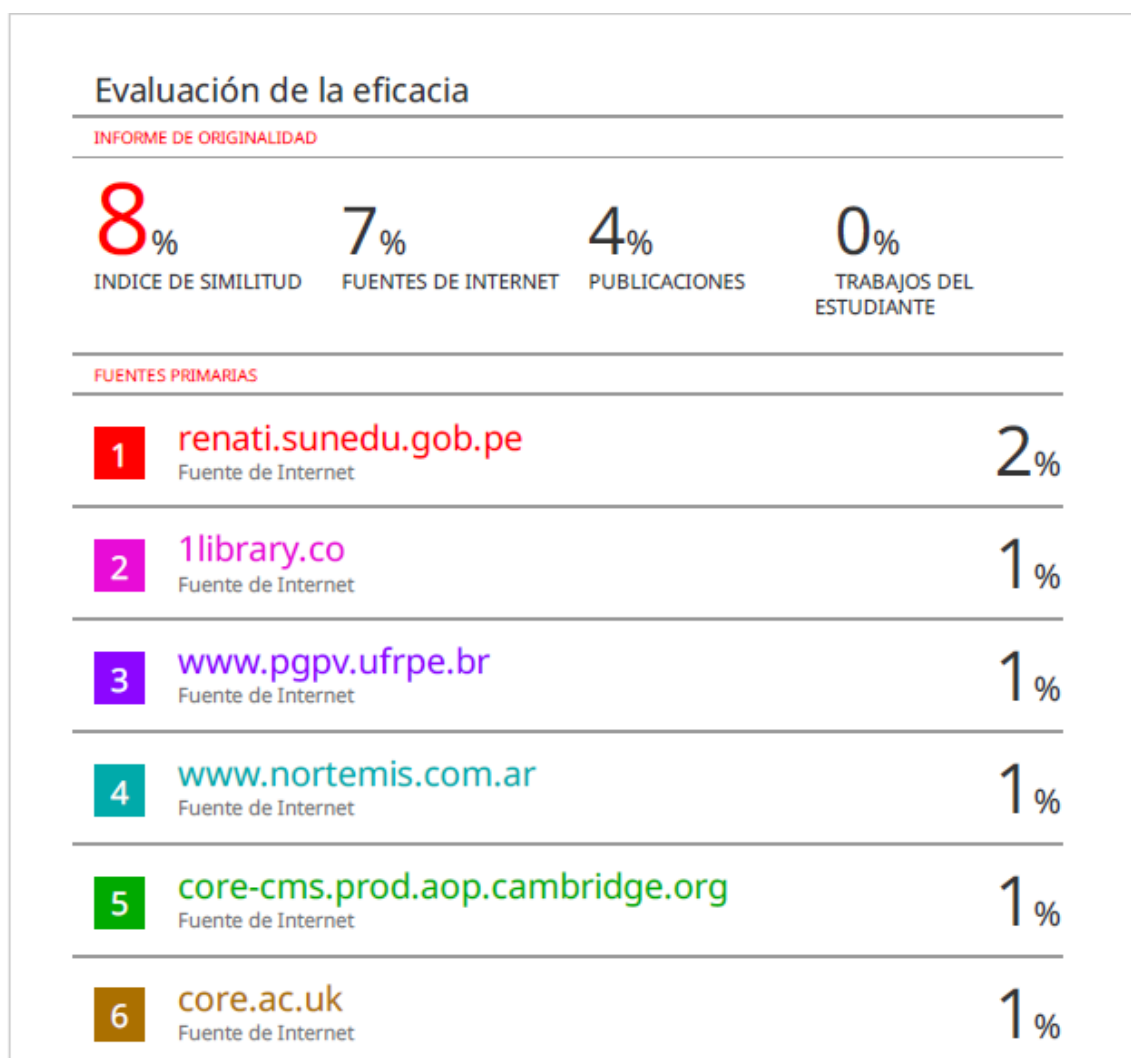 Evaluación de la eficacia
INFORME DE ORIGINALIDAD
8%
7%
4%
0%
INDICE DE SIMILITUD
FUENTES DE INTERNET
PUBLICACIONES
TRABAJOS DEL
ESTUDIANTE
FUENTES PRIMARIAS
1
renati.sunedu.gob.pe
Fuente de Internet
2%
2
1library.co
Fuente de Internet
1%
3
www.pgpv.ufrpe.br
Fuente de Internet
1%
4
www.nortemis.com.ar
Fuente de Internet
1%
5
core-cms.prod.aop.cambridge.org
Fuente de Internet
1%
6
core.ac.uk
Fuente de Internet
1%